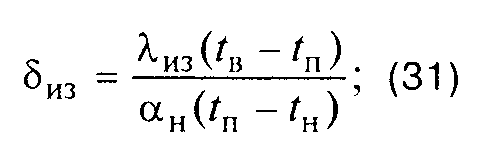 δиз = λиз(tв − tп) / αн(tп − tн); (31)